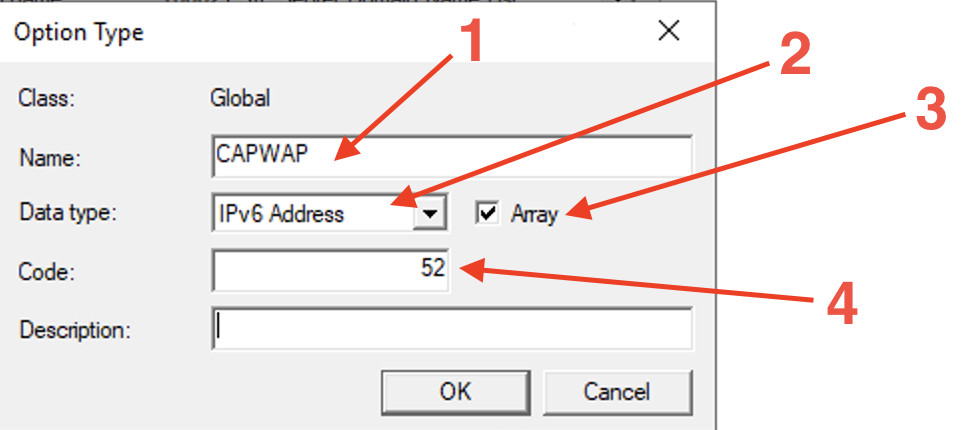 Option Type
1
2
3
Class: Global
Name: CAPWAP
Data type: IPv6 Address Array
Code: 52
4
Description:
OK Cancel